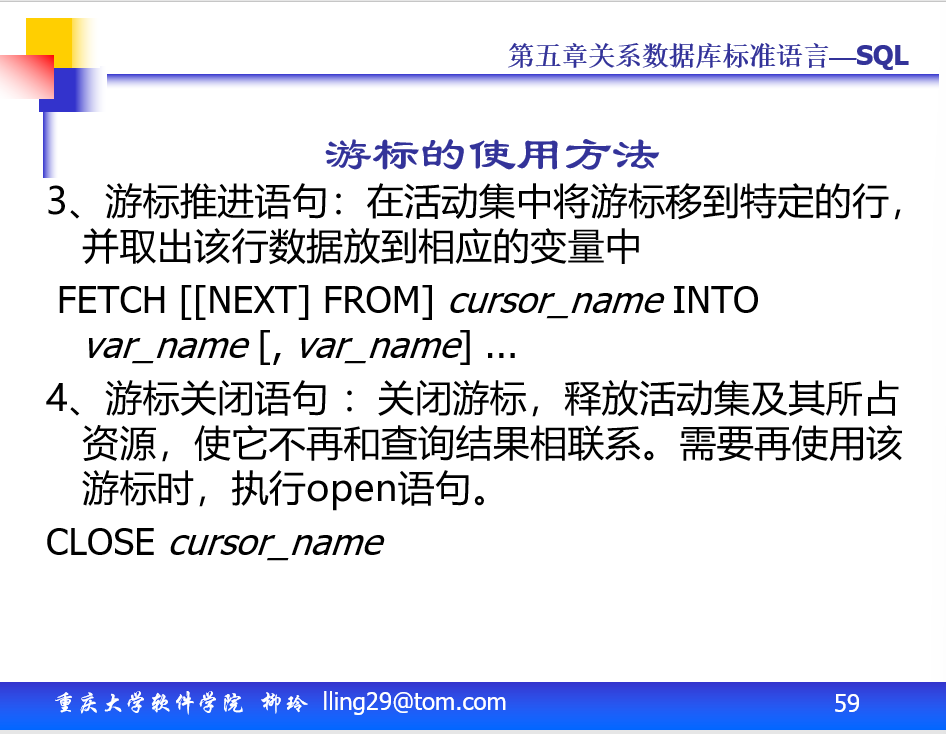 第五章关系数据库标准语言—SQL
游标的使用方法
3、游标推进语句：在活动集中将游标移到特定的行，
并取出该行数据放到相应的变量中
FETCH [[NEXT] FROM] cursor_name INTO
var_name [, var_name] ...
4、游标关闭语句 ：关闭游标，释放活动集及其所占
资源，使它不再和查询结果相联系。需要再使用该
游标时，执行open语句。
CLOSE cursor_name
重庆大学软件学院 柳玲 lling29@tom.com
59